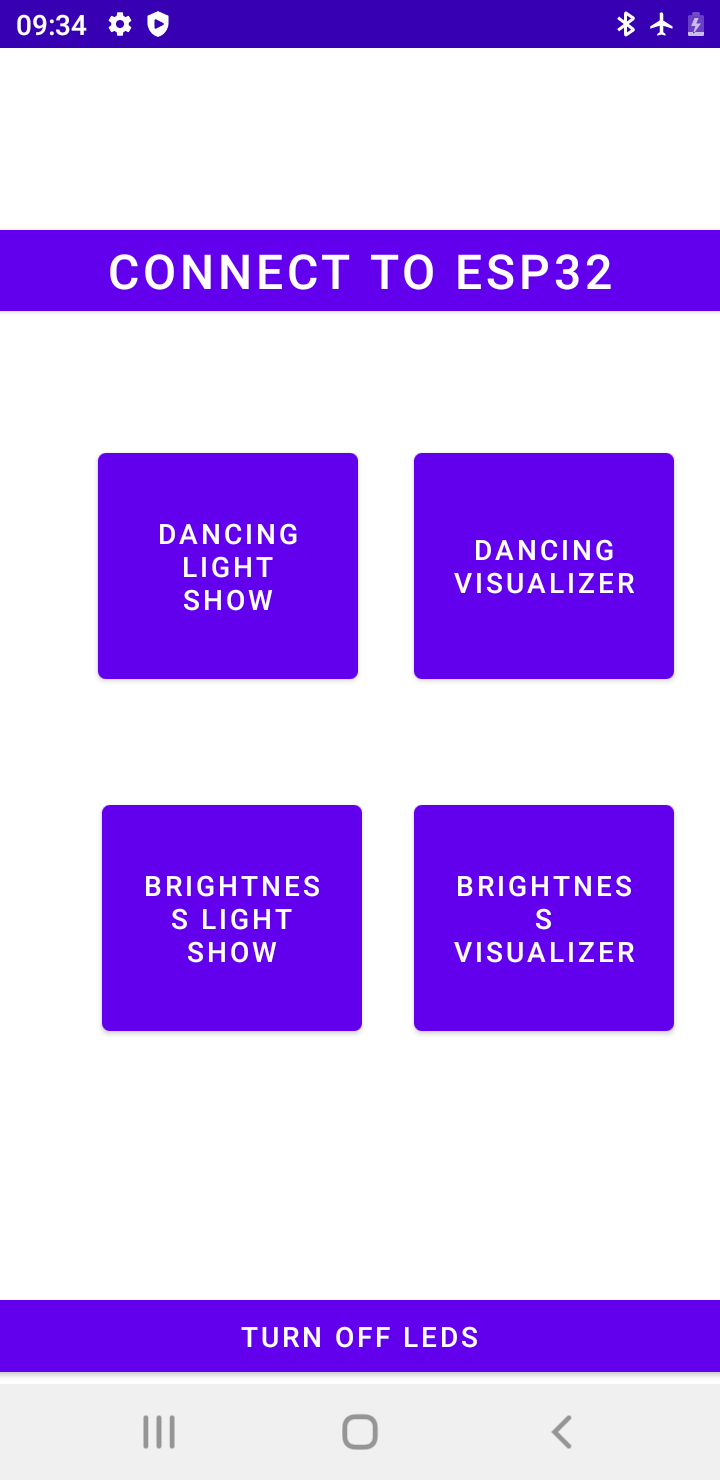 09:34
CONNECT TO ESP32
DANCING
LIGHT
SHOW
DANCING
VISUALIZER
BRIGHTNES
S LIGHT
SHOW
BRIGHTNES
S
VISUALIZER
TURN OFF LEDS